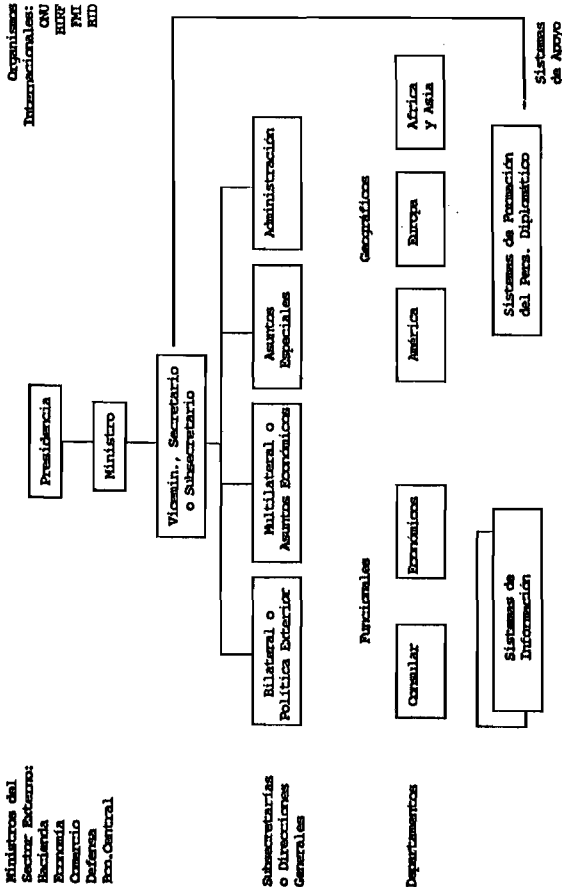 Ministros del
Sector Externo:
Hacienda
Economía
Comercio
Defensa
Bco.Central
Presidencia
Ministro
Organismos
Internacionales:
ONU
BIRF
FMI
BID
Vicemin., Secretario
o Subsecretario
Subsecretarías
o Direcciones
Generales
Bilateral o
Política Exterior
Multilateral o
Asuntos Económicos
Asuntos
Especiales
Administración
Funcionales
Geográficos
Departamentos
Consular
Económicos
América
Europa
Africa
y Asia
Sistemas de
Información
Sistemas de Formación
del Pers. Diplomático
Sistemas
de Apoyo